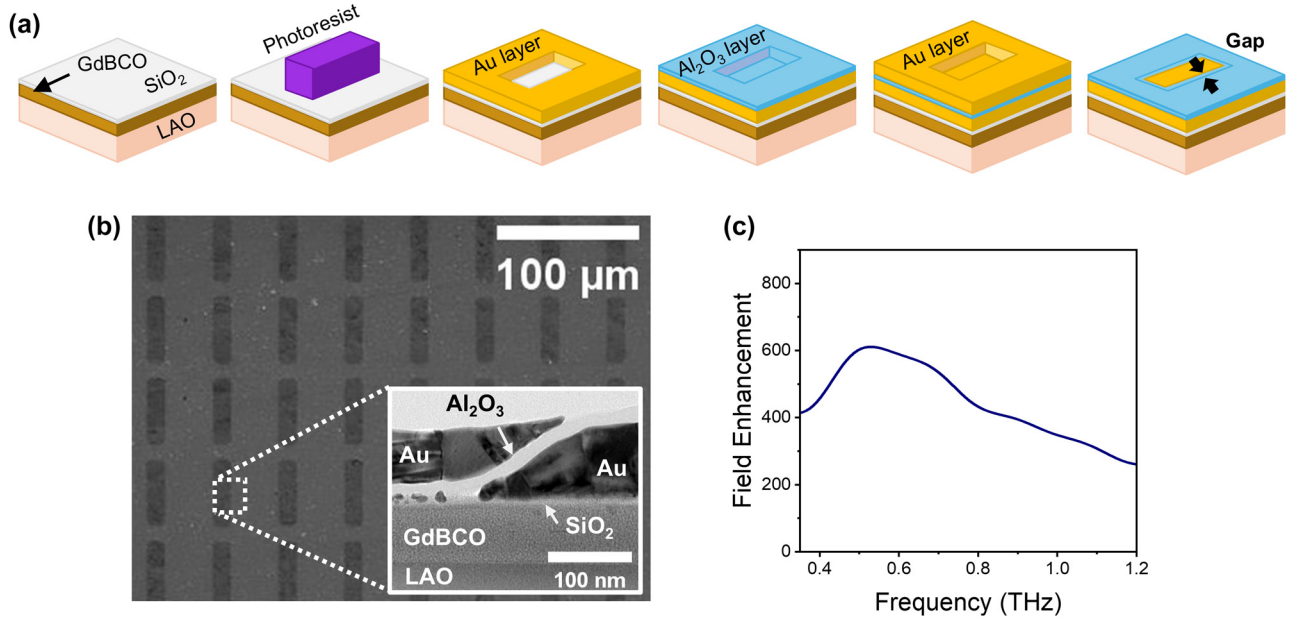 (a)
GdBCO
SiO₂
LAO
Photoresist
Au layer
Al₂O₃ layer
Au layer
Gap
(b)
100 µm
Al₂O₃
Au
Au
SiO₂
GdBCO
LAO
100 nm
(c)
Field Enhancement
800
600
400
200
0
0.4 0.6 0.8 1.0 1.2
Frequency (THz)